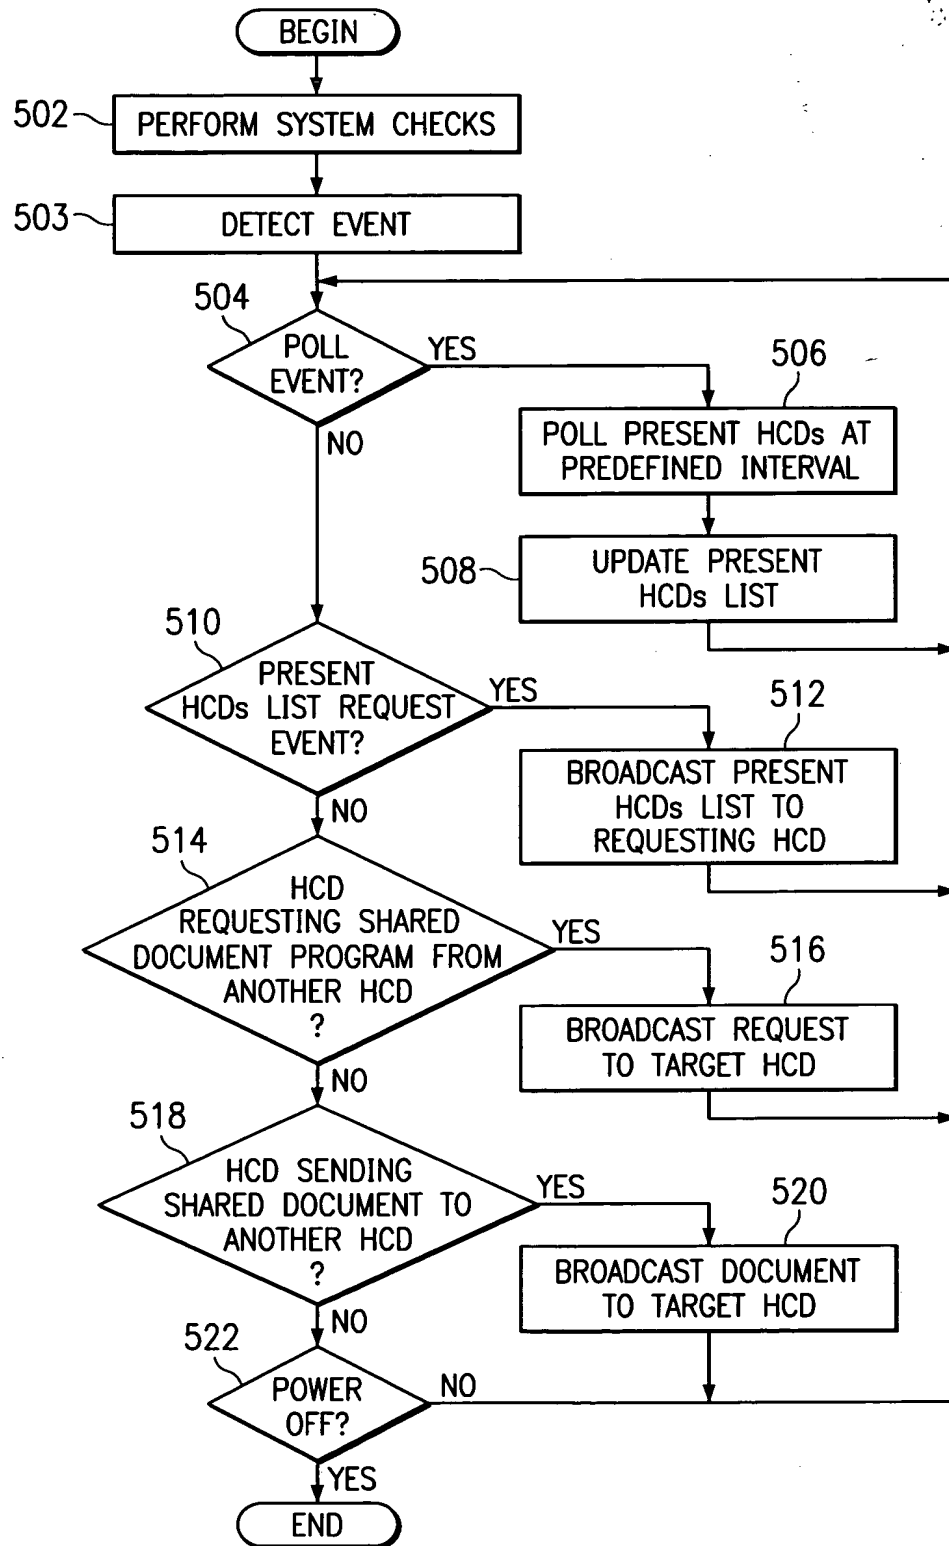 BEGIN
502
PERFORM SYSTEM CHECKS
503
DETECT EVENT
504
POLL
EVENT?
YES
NO
506
POLL PRESENT HCDs AT
PREDEFINED INTERVAL
508
UPDATE PRESENT
HCDs LIST
510
PRESENT
HCDs LIST REQUEST
EVENT?
YES
NO
512
BROADCAST PRESENT
HCDs LIST TO
REQUESTING HCD
514
HCD
REQUESTING SHARED
DOCUMENT PROGRAM FROM
ANOTHER HCD
?
YES
NO
516
BROADCAST REQUEST
TO TARGET HCD
518
HCD SENDING
SHARED DOCUMENT TO
ANOTHER HCD
?
YES
NO
520
BROADCAST DOCUMENT
TO TARGET HCD
522
POWER
OFF?
NO
YES
END